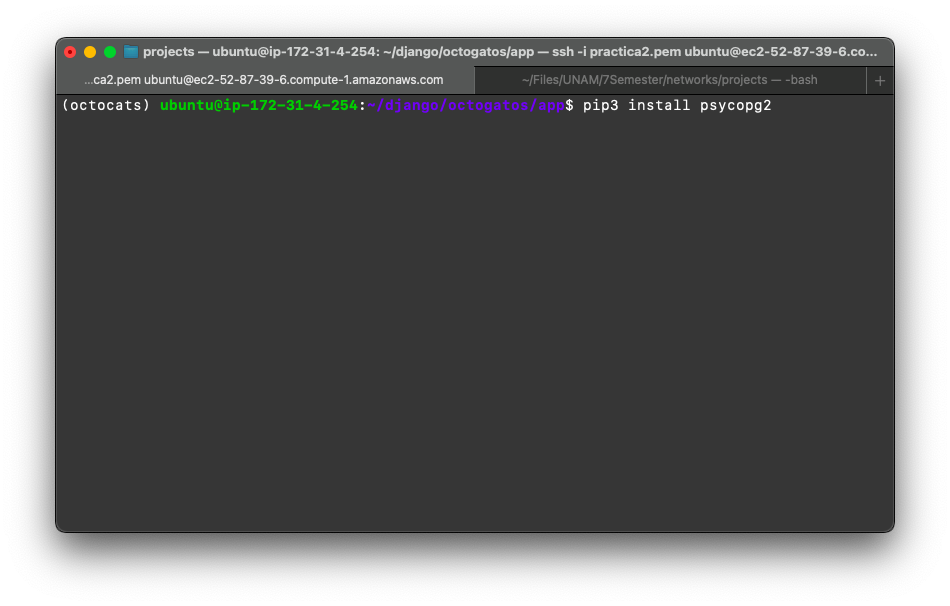 projects — ubuntu@ip-172-31-4-254: ~/django/octogatos/app — ssh -i practica2.pem ubuntu@ec2-52-87-39-6.co...
...ca2.pem ubuntu@ec2-52-87-39-6.compute-1.amazonaws.com
~/Files/UNAM/7Semester/networks/projects — -bash
+
(octocats) ubuntu@ip-172-31-4-254:~/django/octogatos/app$ pip3 install psycopg2